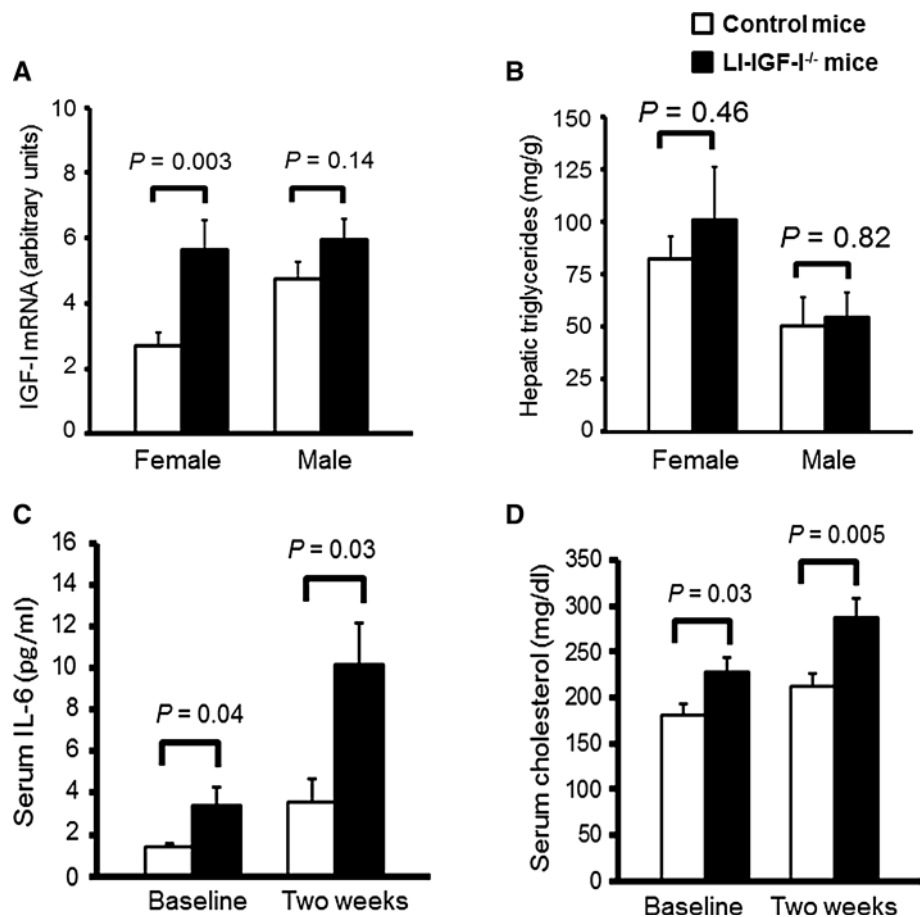 Control mice
LI-IGF-I-/- mice
A
IGF-I mRNA (arbitrary units)
10
8
6
4
2
0
P = 0.003
P = 0.14
Female
Male
B
Hepatic triglycerides (mg/g)
150
125
100
75
50
25
0
P = 0.46
P = 0.82
Female
Male
C
Serum IL-6 (pg/ml)
16
14
12
10
8
6
4
2
0
P = 0.04
P = 0.03
Baseline
Two weeks
D
Serum cholesterol (mg/dl)
350
300
250
200
150
100
50
0
P = 0.03
P = 0.005
Baseline
Two weeks